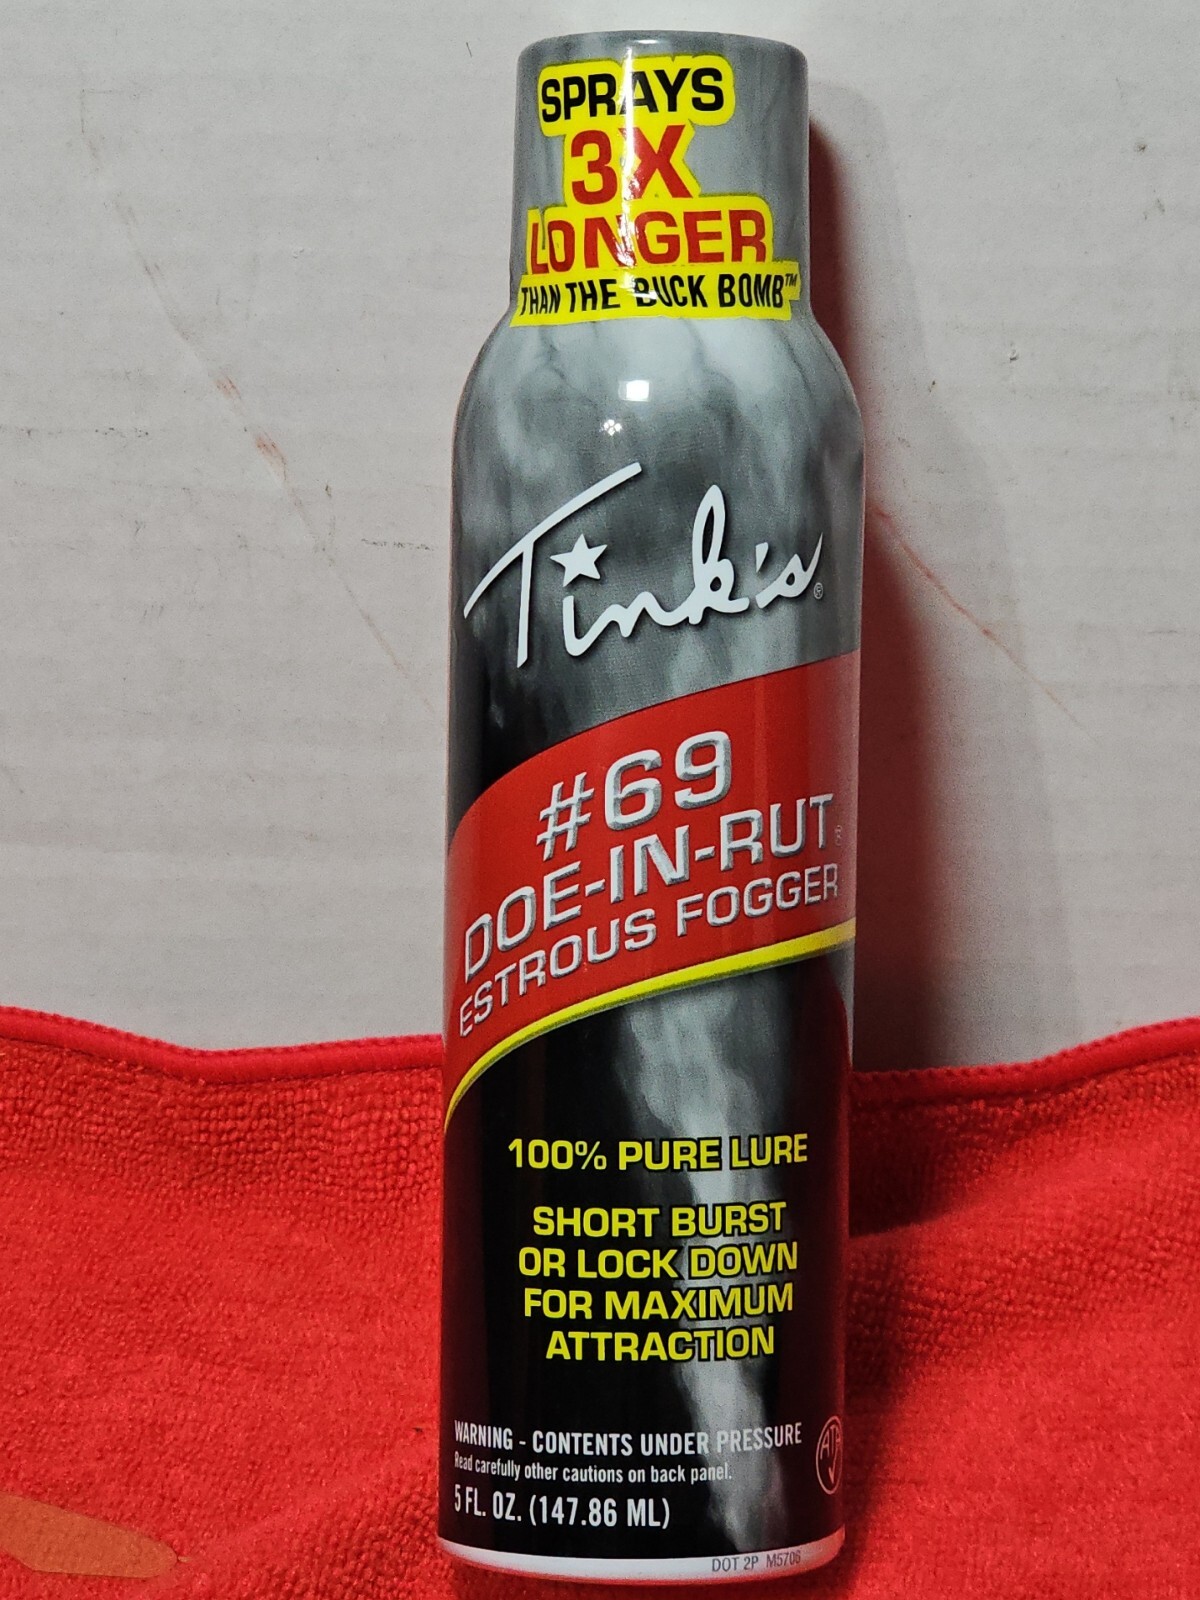 SPRAYS
3X
LONGER
THAN THE BUCK BOMB™
Tink's®
#69
DOE-IN-RUT®
ESTROUS FOGGER
100% PURE LURE
SHORT BURST
OR LOCK DOWN
FOR MAXIMUM
ATTRACTION
WARNING - CONTENTS UNDER PRESSURE
Read carefully other cautions on back panel.
5 FL. OZ. (147.86 ML)
ATA
DOT 2P M5706